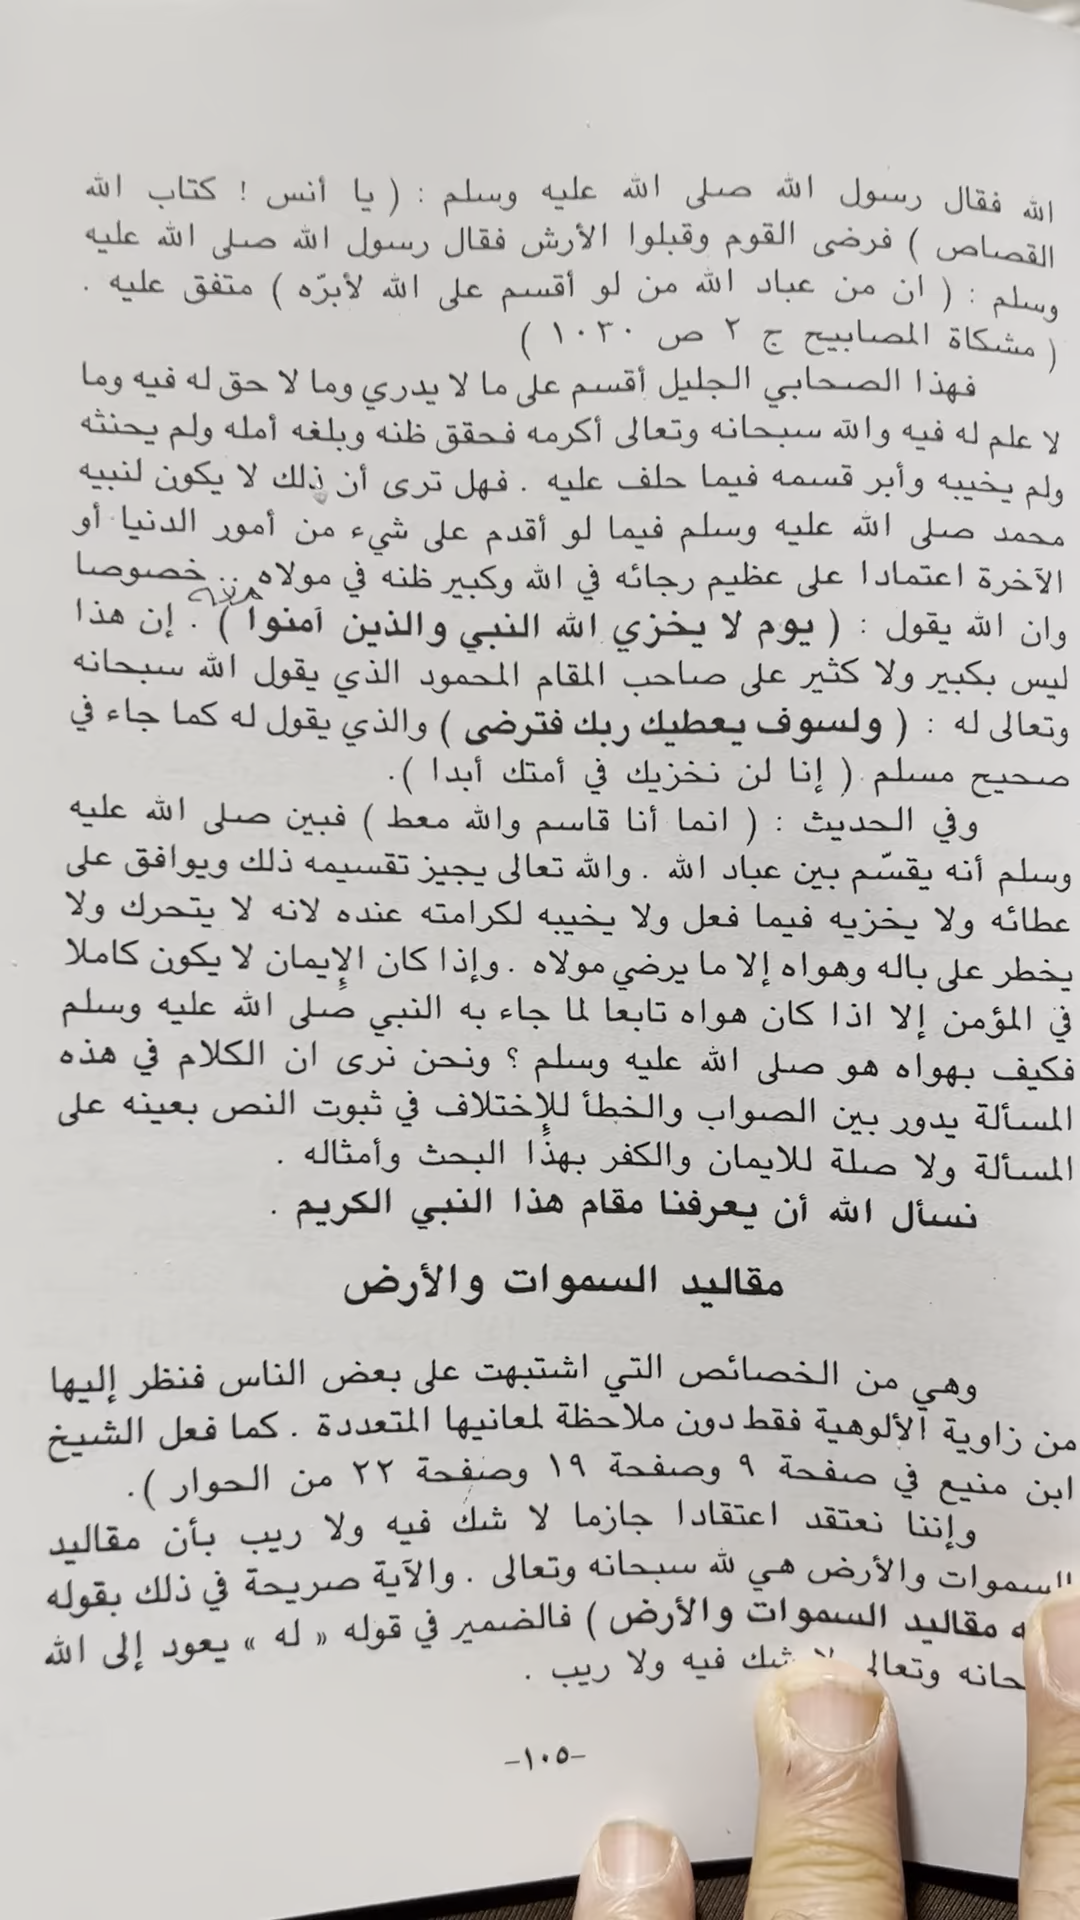 الله فقال رسول الله صلى الله عليه وسلم : ( يا أنس ! كتاب الله
القصاص ) فرضى القوم وقبلوا الأرش فقال رسول الله صلى الله عليه
وسلم : ( ان من عباد الله من لو أقسم على الله لأبرّه ) متفق عليه .
( مشكاة المصابيح ج ٢ ص ١٠٣٠ )
فهذا الصحابي الجليل أقسم على ما لا يدري وما لا حق له فيه وما
لا علم له فيه والله سبحانه وتعالى أكرمه فحقق ظنه وبلغه أمله ولم يحنثه
ولم يخيبه وأبر قسمه فيما حلف عليه . فهل ترى أن ذلك لا يكون لنبيه
محمد صلى الله عليه وسلم فيما لو أقدم على شيء من أمور الدنيا أو
الآخرة اعتمادا على عظيم رجائه في الله وكبير ظنه في مولاه .. خصوصا
وان الله يقول : ( يوم لا يخزي الله النبي والذين آمنوا ) . إن هذا
ليس بكبير ولا كثير على صاحب المقام المحمود الذي يقول الله سبحانه
وتعالى له : ( ولسوف يعطيك ربك فترضى ) والذي يقول له كما جاء في
صحيح مسلم ( إنا لن نخزيك في أمتك أبدا ).
وفي الحديث : ( انما أنا قاسم والله معط ) فبين صلى الله عليه
وسلم أنه يقسّم بين عباد الله . والله تعالى يجيز تقسيمه ذلك ويوافق على
عطائه ولا يخزيه فيما فعل ولا يخيبه لكرامته عنده لانه لا يتحرك ولا
يخطر على باله وهواه إلا ما يرضي مولاه . وإذا كان الإيمان لا يكون كاملا
في المؤمن إلا اذا كان هواه تابعا لما جاء به النبي صلى الله عليه وسلم
فكيف بهواه هو صلى الله عليه وسلم ؟ ونحن نرى ان الكلام في هذه
المسألة يدور بين الصواب والخطأ للإختلاف في ثبوت النص بعينه على
المسألة ولا صلة للايمان والكفر بهذا البحث وأمثاله .
نسأل الله أن يعرفنا مقام هذا النبي الكريم .
مقاليد السموات والأرض
وهي من الخصائص التي اشتبهت على بعض الناس فنظر إليها
من زاوية الألوهية فقط دون ملاحظة لمعانيها المتعددة . كما فعل الشيخ
ابن منيع في صفحة ٩ وصفحة ١٩ وصفحة ٢٢ من الحوار ).
وإننا نعتقد اعتقادا جازما لا شك فيه ولا ريب بأن مقاليد
السموات والأرض هي لله سبحانه وتعالى . والآية صريحة في ذلك بقوله
مقاليد السموات والأرض ) فالضمير في قوله « له » يعود إلى الله
وتعالى لا شك فيه ولا ريب .
-١٠٥-